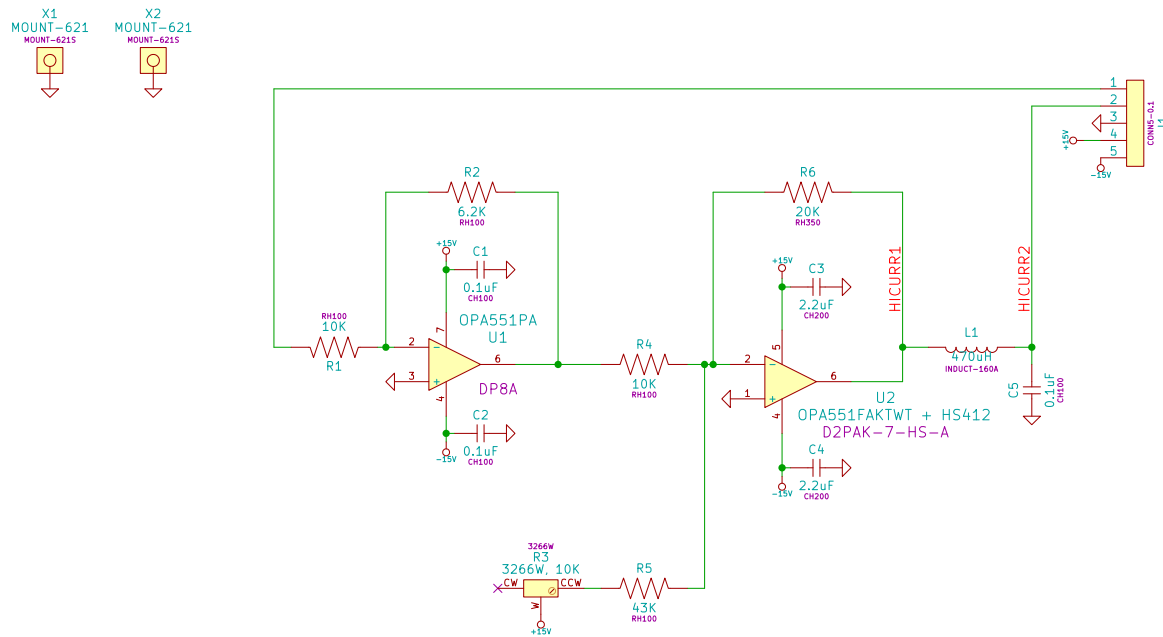 X1
MOUNT-621
MOUNT-621S
X2
MOUNT-621
MOUNT-621S
1
2
3
4
5
+15V
-15V
CONN5-0.1
J1
R2
6.2K
RH100
R6
20K
RH350
+15V
C1
0.1uF
CH100
+15V
C3
2.2uF
CH200
HICURR1
HICURR2
RH100
10K
R1
OPA551PA
U1
7
2
3
6
4
DP8A
C2
0.1uF
CH100
-15V
R4
10K
RH100
5
2
1
6
4
U2
OPA551FAKTWT + HS412
D2PAK-7-HS-A
C4
2.2uF
CH200
-15V
L1
470uH
INDUCT-160A
C5
0.1uF
CH100
3266W
R3
3266W, 10K
CW
CCW
W
+15V
R5
43K
RH100